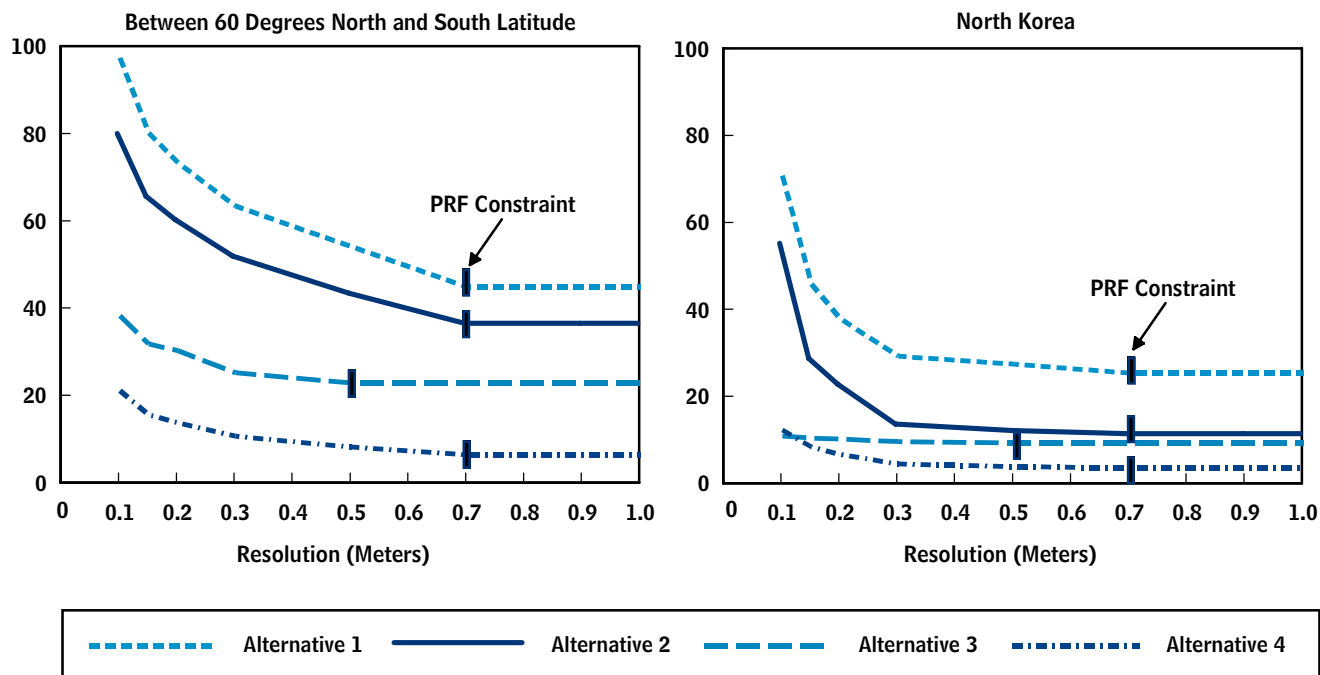 Between 60 Degrees North and South Latitude
100
80
60
40
20
0
PRF Constraint
0 0.1 0.2 0.3 0.4 0.5 0.6 0.7 0.8 0.9 1.0
Resolution (Meters)
North Korea
100
80
60
40
20
0
PRF Constraint
0 0.1 0.2 0.3 0.4 0.5 0.6 0.7 0.8 0.9 1.0
Resolution (Meters)
Alternative 1 Alternative 2 Alternative 3 Alternative 4